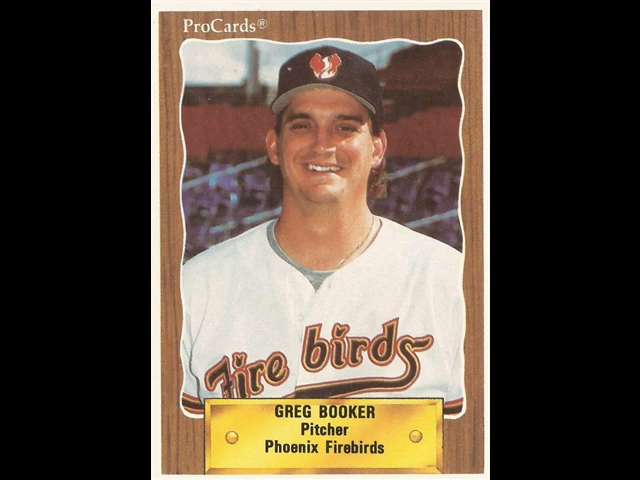 ProCards®
Fire birds
GREG BOOKER
Pitcher
Phoenix Firebirds